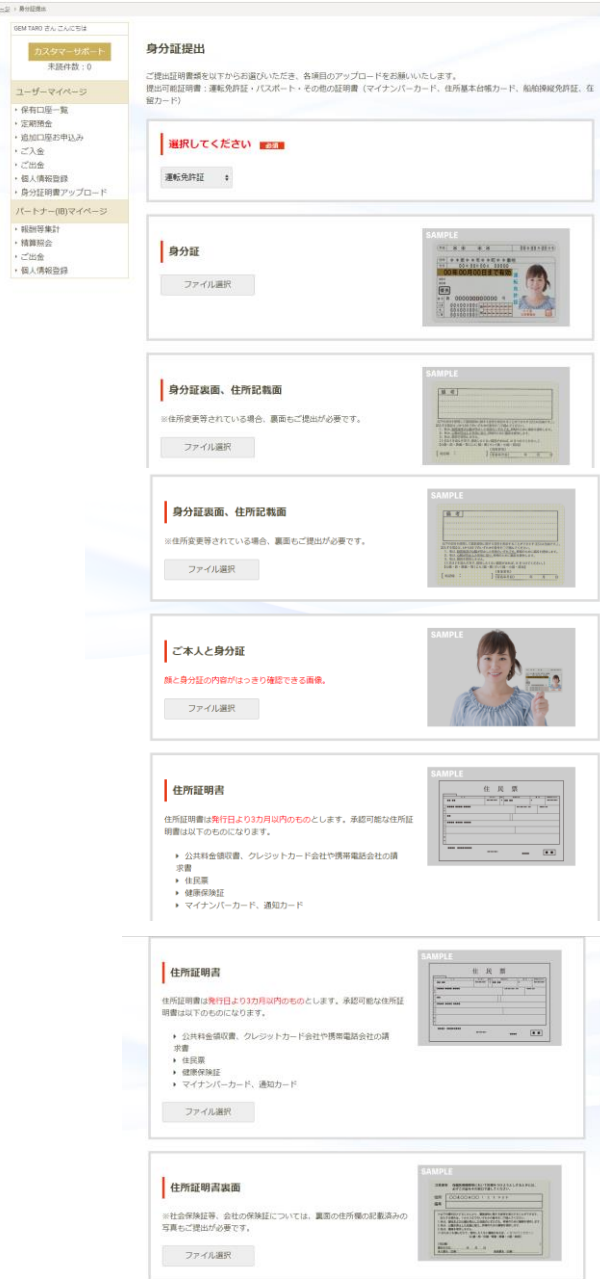 身分証提出
GEM TARO さん こんにちは
カスタマーサポート
未読件数：0
ユーザーマイページ
保有口座一覧
定期預金
追加口座お申込み
ご入金
ご出金
個人情報登録
身分証明書アップロード
パートナー(IB)マイページ
報酬等集計
精算照会
ご出金
個人情報登録
身分証提出
ご提出証明書類を以下からお選びいただき、各項目のアップロードをお願いいたします。
提出可能証明書：運転免許証・パスポート・その他の証明書（マイナンバーカード、住所基本台帳カード、船舶操縦免許証、在
留カード）
選択してください 必須
運転免許証
身分証
ファイル選択
SAMPLE
身分証裏面、住所記載面
※住所変更等されている場合、裏面もご提出が必要です。
ファイル選択
SAMPLE
備考
身分証裏面、住所記載面
※住所変更等されている場合、裏面もご提出が必要です。
ファイル選択
SAMPLE
備考
ご本人と身分証
顔と身分証の内容がはっきり確認できる画像。
ファイル選択
SAMPLE
住所証明書
住所証明書は発行日より3カ月以内のものとします。承認可能な住所証
明書は以下のものになります。
公共料金領収書、クレジットカード会社や携帯電話会社の請
求書
住民票
健康保険証
マイナンバーカード、通知カード
SAMPLE
住民票
住所証明書
住所証明書は発行日より3カ月以内のものとします。承認可能な住所証
明書は以下のものになります。
公共料金領収書、クレジットカード会社や携帯電話会社の請
求書
住民票
健康保険証
マイナンバーカード、通知カード
ファイル選択
SAMPLE
住民票
住所証明書裏面
※社会保険証等、会社の保険証については、裏面の住所欄の記載済みの
写真もご提出が必要です。
ファイル選択
SAMPLE